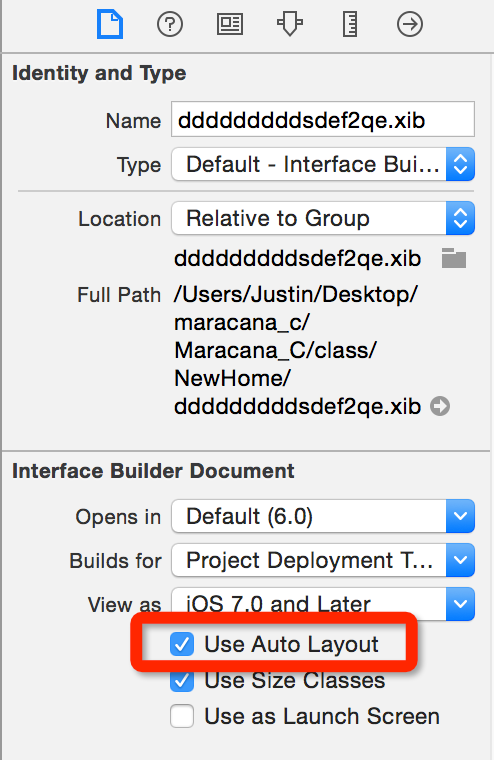 Identity and Type
Name ddddddddddsdef2qe.xib
Type Default - Interface Bui...
Location Relative to Group
ddddddddddsdef2qe.xib
Full Path /Users/Justin/Desktop/
maracana_c/
Maracana_C/class/
NewHome/
ddddddddddsdef2qe.xib
Interface Builder Document
Opens in Default (6.0)
Builds for Project Deployment T...
View as iOS 7.0 and Later
Use Auto Layout
Use Size Classes
Use as Launch Screen